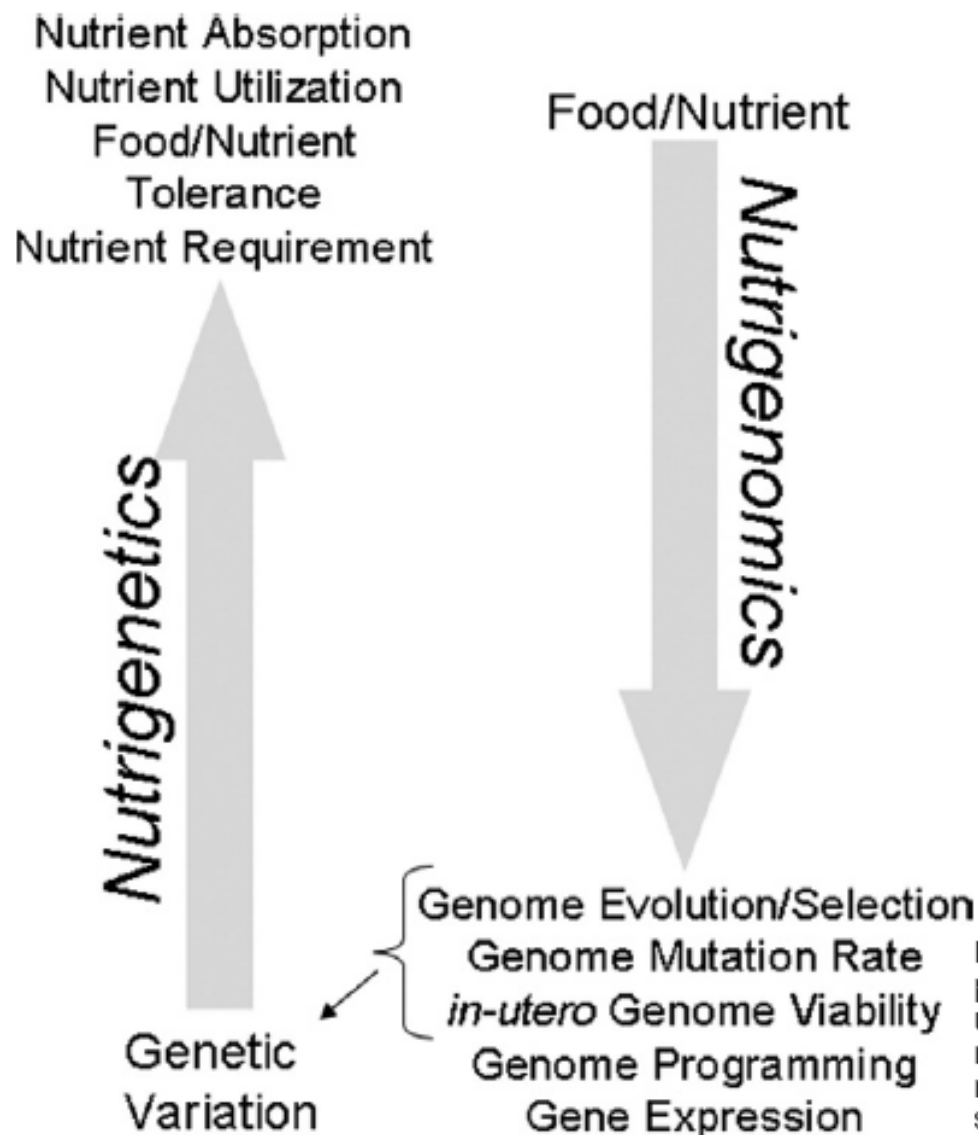 Nutrient Absorption
Nutrient Utilization
Food/Nutrient
Tolerance
Nutrient Requirement
Nutrigenetics
Genetic
Variation
Food/Nutrient
Nutrigenomics
Genome Evolution/Selection
Genome Mutation Rate
in-utero Genome Viability
Genome Programming
Gene Expression